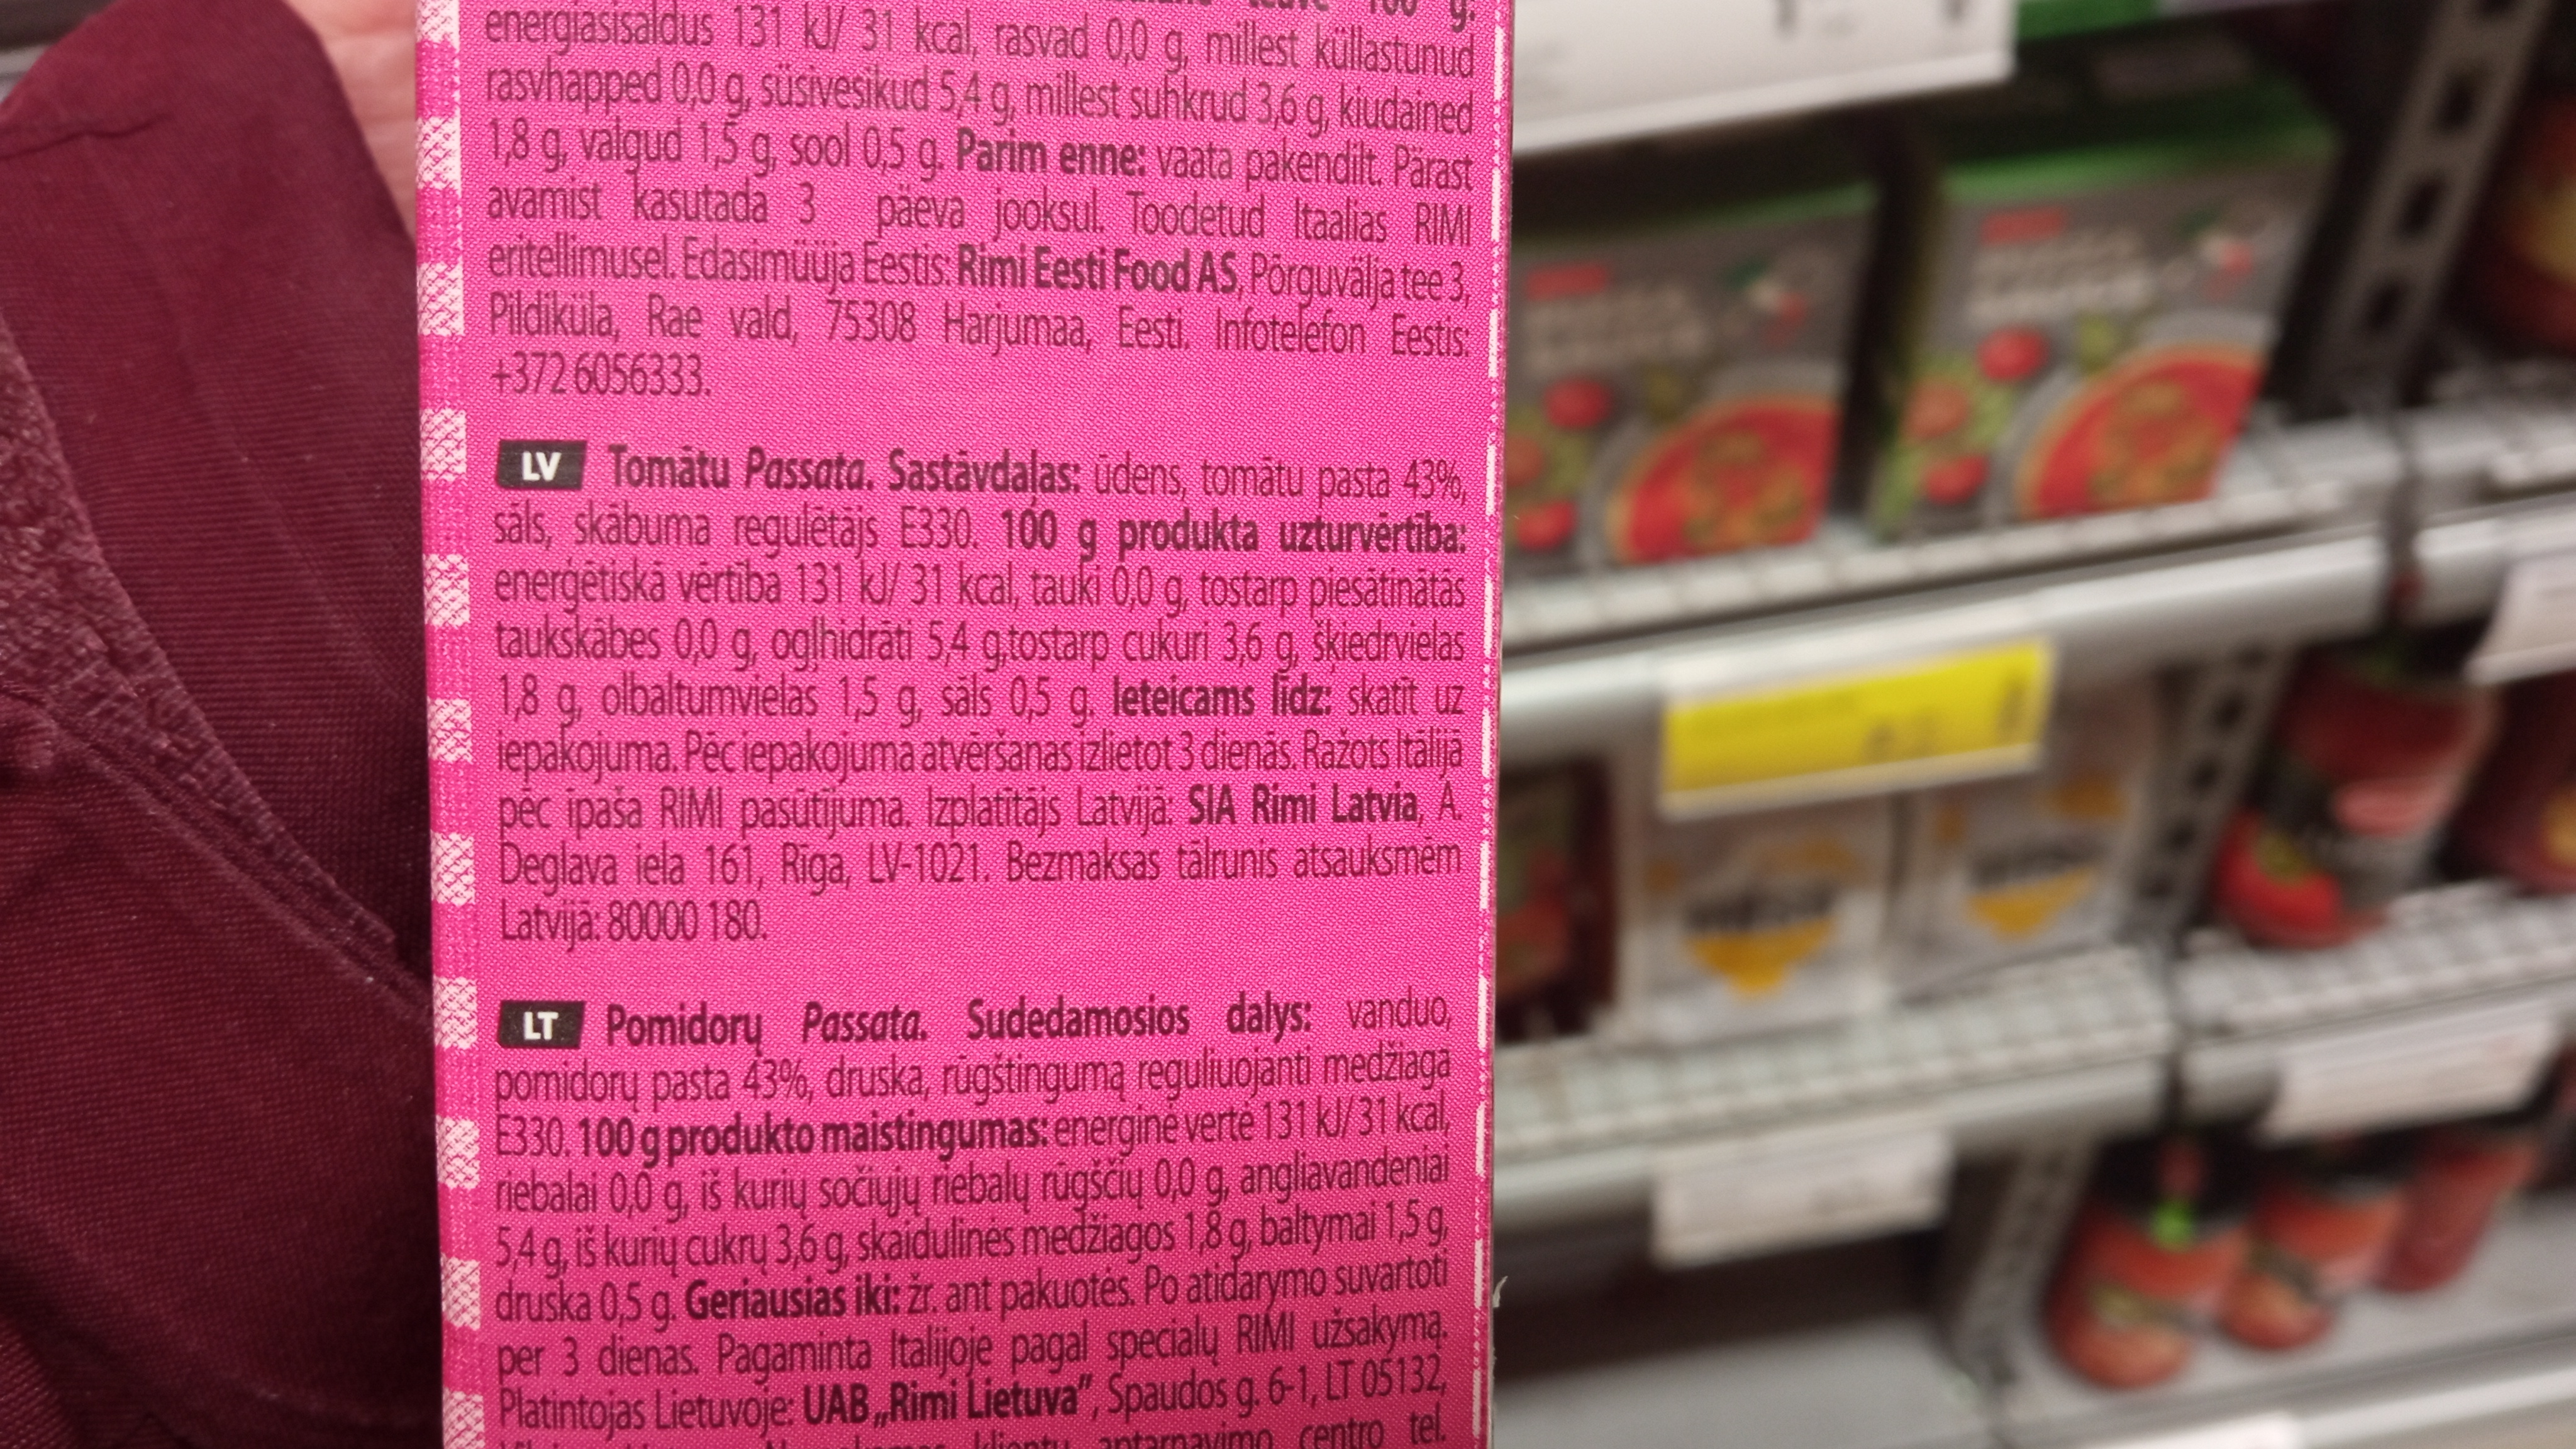 100 g:
energiasisaldus 131 kJ/ 31 kcal, rasvad 0,0 g, millest küllastunud
rasvhapped 0,0 g, süsivesikud 5,4 g, millest suhkrud 3,6 g, kiudained
1,8 g, valgud 1,5 g, sool 0,5 g. Parim enne: vaata pakendilt. Pärast
avamist kasutada 3 päeva jooksul. Toodetud Itaalias RIMI
eritellimusel. Edasimüüja Eestis: Rimi Eesti Food AS, Põrguvälja tee 3,
Pildiküla, Rae vald, 75308 Harjumaa, Eesti. Infotelefon Eestis:
+372 6056333.
LV Tomātu Passata. Sastāvdaļas: ūdens, tomātu pasta 43%,
sāls, skābuma regulētājs E330. 100 g produkta uzturvērtība:
enerģētiskā vērtība 131 kJ/ 31 kcal, tauki 0,0 g, tostarp piesātinātās
taukskābes 0,0 g, ogļhidrāti 5,4 g,tostarp cukuri 3,6 g, šķiedrvielas
1,8 g, olbaltumvielas 1,5 g, sāls 0,5 g. Ieteicams līdz: skatīt uz
iepakojuma. Pēc iepakojuma atvēršanas izlietot 3 dienās. Ražots Itālijā
pēc īpaša RIMI pasūtījuma. Izplatītājs Latvijā: SIA Rimi Latvia, A.
Deglava iela 161, Rīga, LV-1021. Bezmaksas tālrunis atsauksmēm
Latvijā: 80000 180.
LT Pomidorų Passata. Sudedamosios dalys: vanduo,
pomidorų pasta 43%, druska, rūgštingumą reguliuojanti medžiaga
E330. 100 g produkto maistingumas: energinė vertė 131 kJ/ 31 kcal,
riebalai 0,0 g, iš kurių sočiųjų riebalų rūgščių 0,0 g, angliavandeniai
5,4 g, iš kurių cukrų 3,6 g, skaidulinės medžiagos 1,8 g, baltymai 1,5 g,
druska 0,5 g. Geriausias iki: žr. ant pakuotės. Po atidarymo suvartoti
per 3 dienas. Pagaminta Italijoje pagal specialų RIMI užsakymą.
Platintojas Lietuvoje: UAB „Rimi Lietuva", Spaudos g. 6-1, LT 05132,
klientų aptarnavimo centro tel.